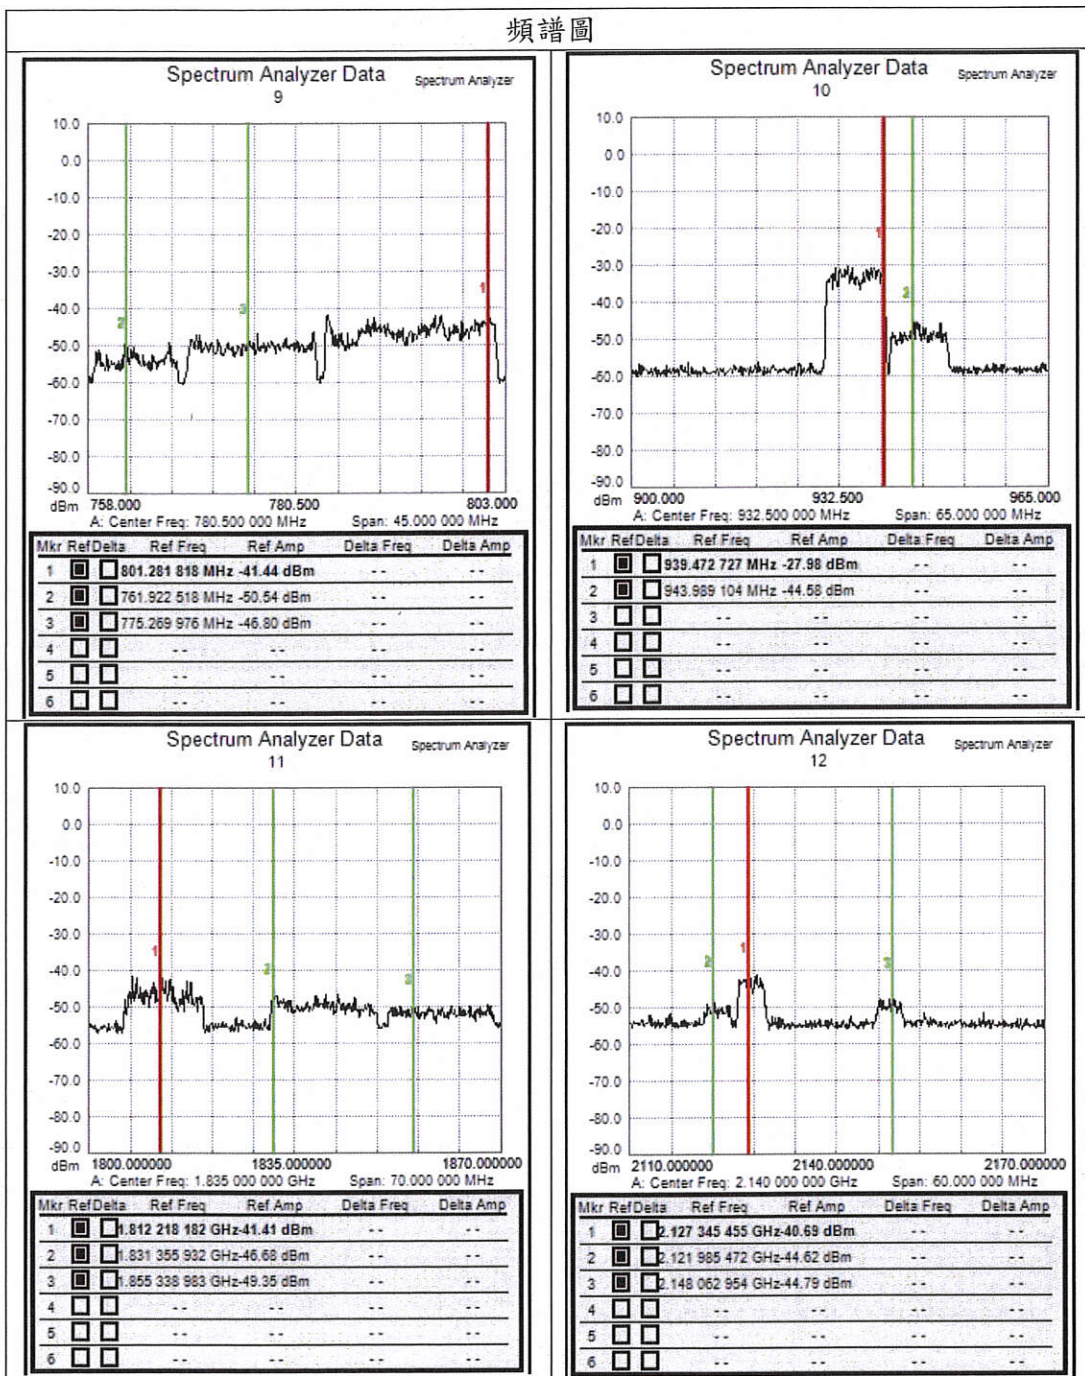 頻譜圖
Spectrum Analyzer Data Spectrum Analyzer
9
10.0
0.0
-10.0
-20.0
-30.0
-40.0
-50.0
-60.0
-70.0
-80.0
-90.0
1
2
3
dBm 758.000 780.500 803.000
A: Center Freq: 780.500 000 MHz Span: 45.000 000 MHz
Mkr Ref Delta Ref Freq Ref Amp Delta Freq Delta Amp
1 801.281 818 MHz -41.44 dBm -- --
2 761.922 518 MHz -50.54 dBm -- --
3 775.269 976 MHz -46.80 dBm -- --
4 -- -- -- --
5 -- -- -- --
6 -- -- -- --
Spectrum Analyzer Data Spectrum Analyzer
10
10.0
0.0
-10.0
-20.0
-30.0
-40.0
-50.0
-60.0
-70.0
-80.0
-90.0
1
2
dBm 900.000 932.500 965.000
A: Center Freq: 932.500 000 MHz Span: 65.000 000 MHz
Mkr Ref Delta Ref Freq Ref Amp Delta Freq Delta Amp
1 939.472 727 MHz -27.98 dBm -- --
2 943.989 104 MHz -44.58 dBm -- --
3 -- -- -- --
4 -- -- -- --
5 -- -- -- --
6 -- -- -- --
Spectrum Analyzer Data Spectrum Analyzer
11
10.0
0.0
-10.0
-20.0
-30.0
-40.0
-50.0
-60.0
-70.0
-80.0
-90.0
1
2
3
dBm 1800.000000 1835.000000 1870.000000
A: Center Freq: 1.835 000 000 GHz Span: 70.000 000 MHz
Mkr Ref Delta Ref Freq Ref Amp Delta Freq Delta Amp
1 1.812 218 182 GHz -41.41 dBm -- --
2 1.831 355 932 GHz -46.68 dBm -- --
3 1.855 338 983 GHz -49.35 dBm -- --
4 -- -- -- --
5 -- -- -- --
6 -- -- -- --
Spectrum Analyzer Data Spectrum Analyzer
12
10.0
0.0
-10.0
-20.0
-30.0
-40.0
-50.0
-60.0
-70.0
-80.0
-90.0
2
1
3
dBm 2110.000000 2140.000000 2170.000000
A: Center Freq: 2.140 000 000 GHz Span: 60.000 000 MHz
Mkr Ref Delta Ref Freq Ref Amp Delta Freq Delta Amp
1 2.127 345 455 GHz -40.69 dBm -- --
2 2.121 985 472 GHz -44.62 dBm -- --
3 2.148 062 954 GHz -44.79 dBm -- --
4 -- -- -- --
5 -- -- -- --
6 -- -- -- --